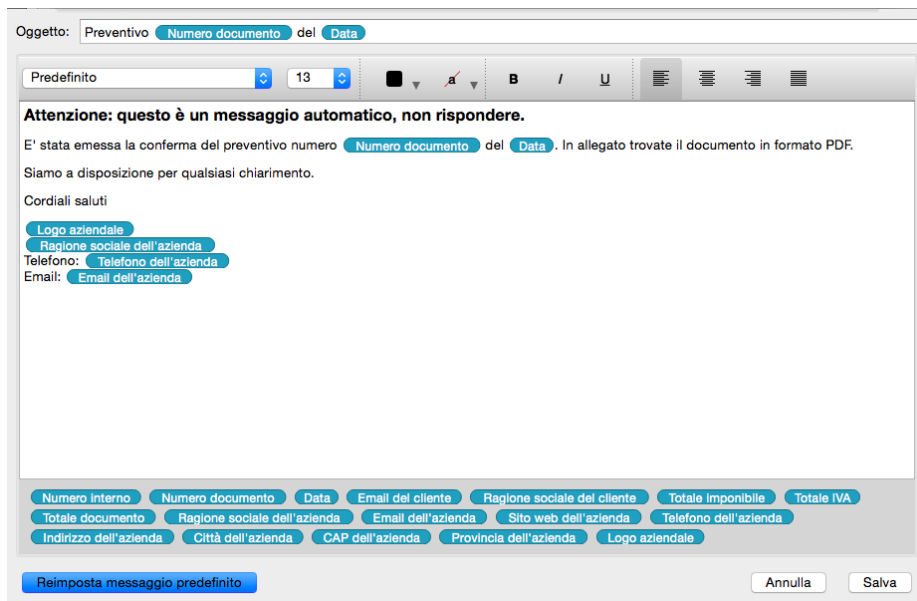 Oggetto: Preventivo Numero documento del Data
Predefinito 13 a B I U
Attenzione: questo è un messaggio automatico, non rispondere.
E' stata emessa la conferma del preventivo numero Numero documento del Data . In allegato trovate il documento in formato PDF.
Siamo a disposizione per qualsiasi chiarimento.
Cordiali saluti
Logo aziendale
Ragione sociale dell'azienda
Telefono: Telefono dell'azienda
Email: Email dell'azienda
Numero interno Numero documento Data Email del cliente Ragione sociale del cliente Totale imponibile Totale IVA
Totale documento Ragione sociale dell'azienda Email dell'azienda Sito web dell'azienda Telefono dell'azienda
Indirizzo dell'azienda Città dell'azienda CAP dell'azienda Provincia dell'azienda Logo aziendale
Reimposta messaggio predefinito Annulla Salva